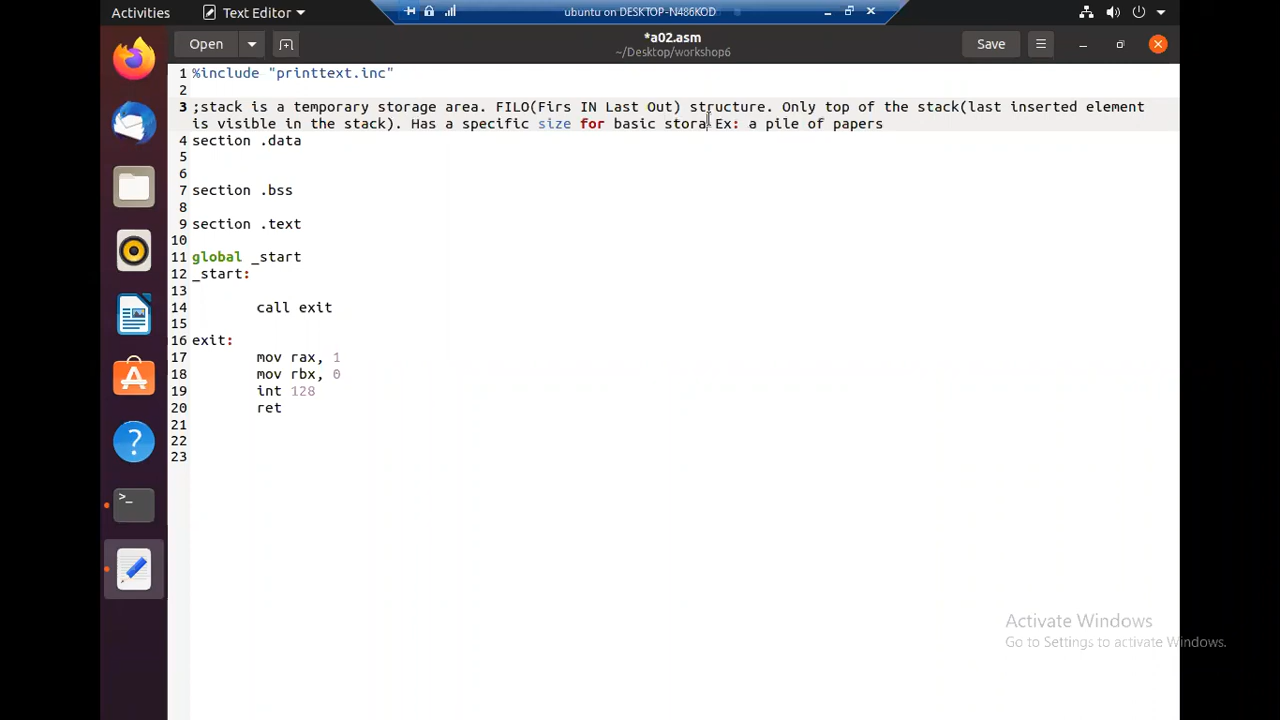 Activities
Text Editor
ubuntu on DESKTOP-N486KOD
Open
*a02.asm
~/Desktop/workshop6
Save
1 %include "printtext.inc"
2
3 ;stack is a temporary storage area. FILO(Firs IN Last Out) structure. Only top of the stack(last inserted element
is visible in the stack). Has a specific size for basic stora Ex: a pile of papers
4 section .data
5
6
7 section .bss
8
9 section .text
10
11 global _start
12 _start:
13
14 call exit
15
16 exit:
17 mov rax, 1
18 mov rbx, 0
19 int 128
20 ret
21
22
23
Activate Windows
Go to Settings to activate Windows.